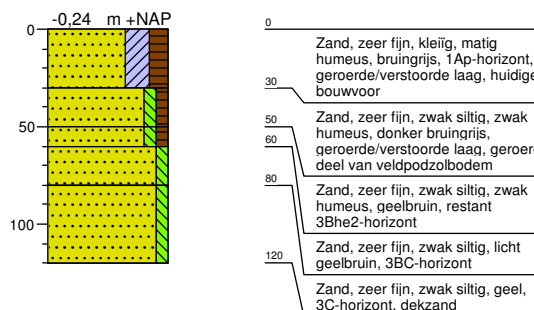 -0,24 m +NAP
0
50
100
0
Zand, zeer fijn, kleiïg, matig
humeus, bruingrijs, 1Ap-horizont,
geroerde/verstoorde laag, huidige
bouwvoor
30
Zand, zeer fijn, zwak siltig, zwak
humeus, donker bruingrijs,
geroerde/verstoorde laag, geroerd
deel van veldpodzolbodem
50
Zand, zeer fijn, zwak siltig, zwak
humeus, geelbruin, restant
3Bhe2-horizont
60
Zand, zeer fijn, zwak siltig, licht
geelbruin, 3BC-horizont
80
Zand, zeer fijn, zwak siltig, geel,
3C-horizont, dekzand
120